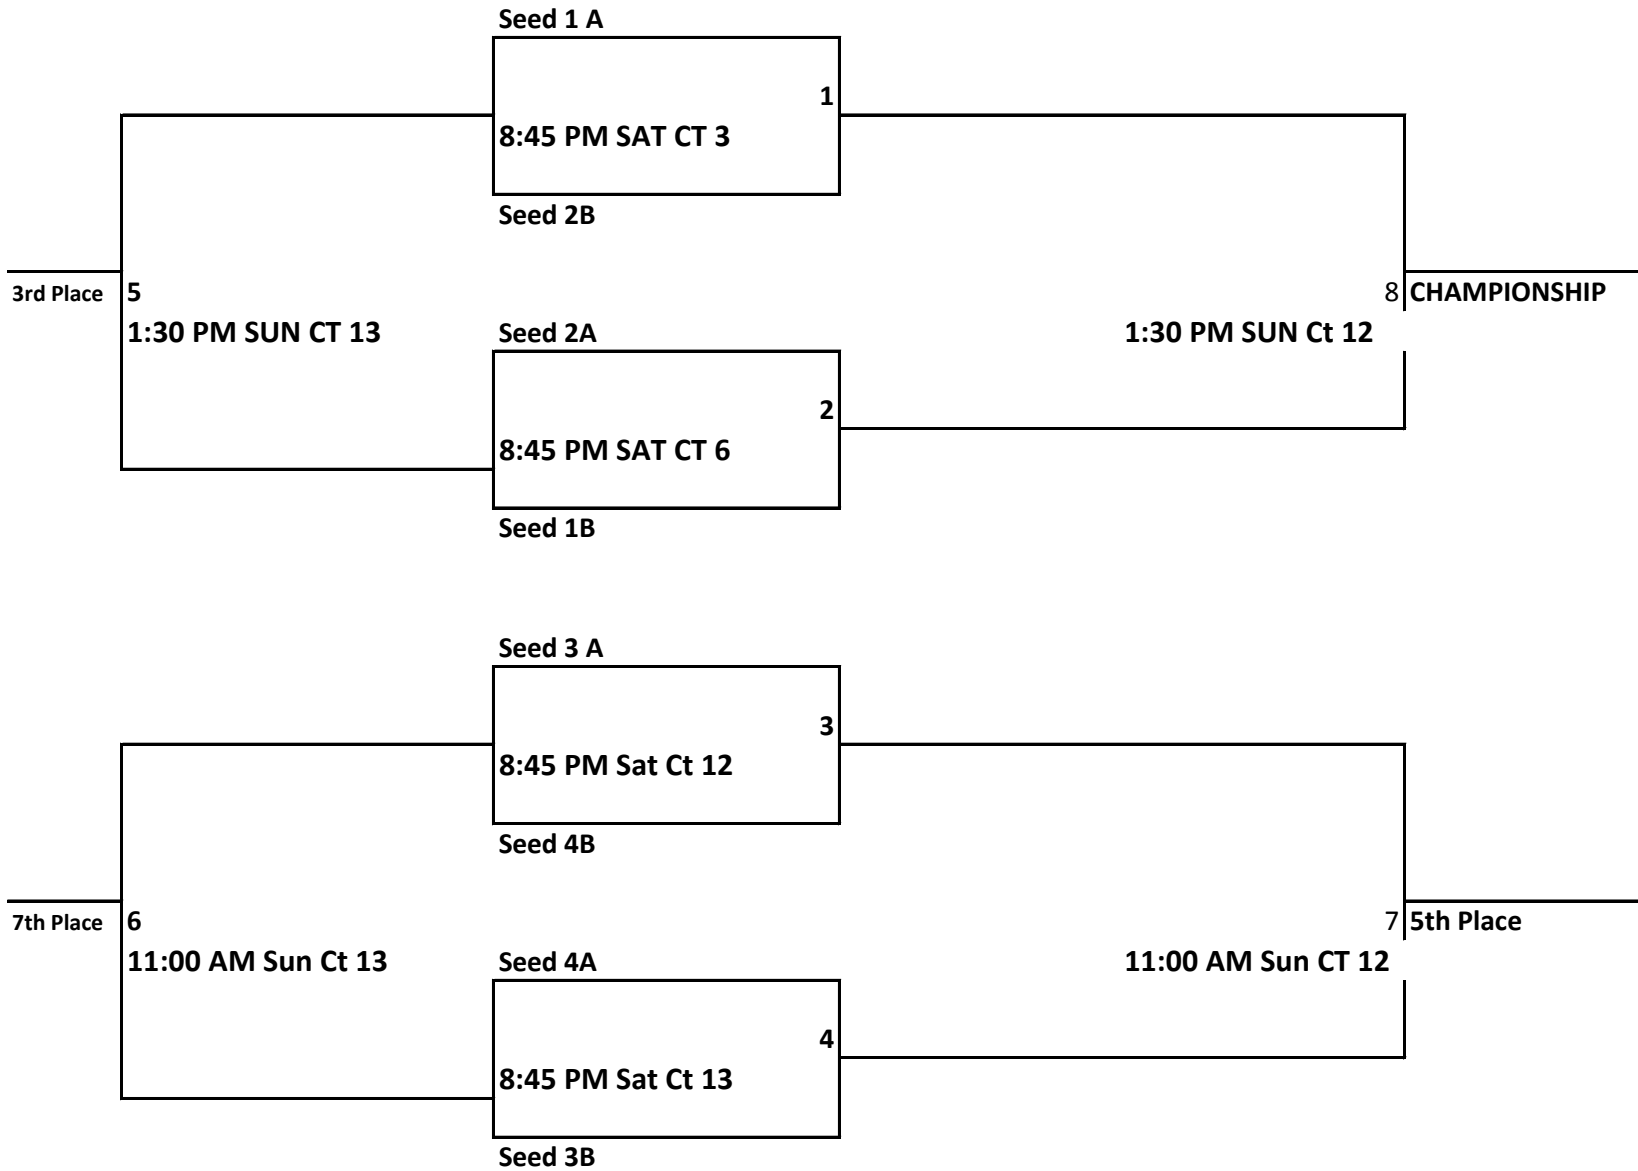 Seed 1 A
1
8:45 PM SAT CT 3
Seed 2B
3rd Place 5 8 CHAMPIONSHIP
1:30 PM SUN CT 13 Seed 2A 1:30 PM SUN Ct 12
2
8:45 PM SAT CT 6
Seed 1B
Seed 3 A
3
8:45 PM Sat Ct 12
Seed 4B
7th Place 6 7 5th Place
11:00 AM Sun Ct 13 Seed 4A 11:00 AM Sun CT 12
4
8:45 PM Sat Ct 13
Seed 3B